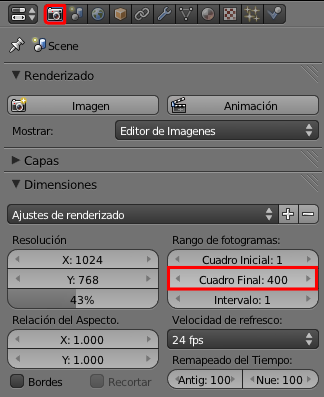 Scene
Renderizado
Imagen
Animación
Mostrar:
Editor de Imagenes
Capas
Dimensiones
Ajustes de renderizado
Resolución
X: 1024
Y: 768
43%
Relación del Aspecto.
X: 1.000
Y: 1.000
Bordes
Recortar
Rango de fotogramas:
Cuadro Inicial: 1
Cuadro Final: 400
Intervalo: 1
Velocidad de refresco:
24 fps
Remapeado del Tiempo:
Antig: 100
Nue: 100